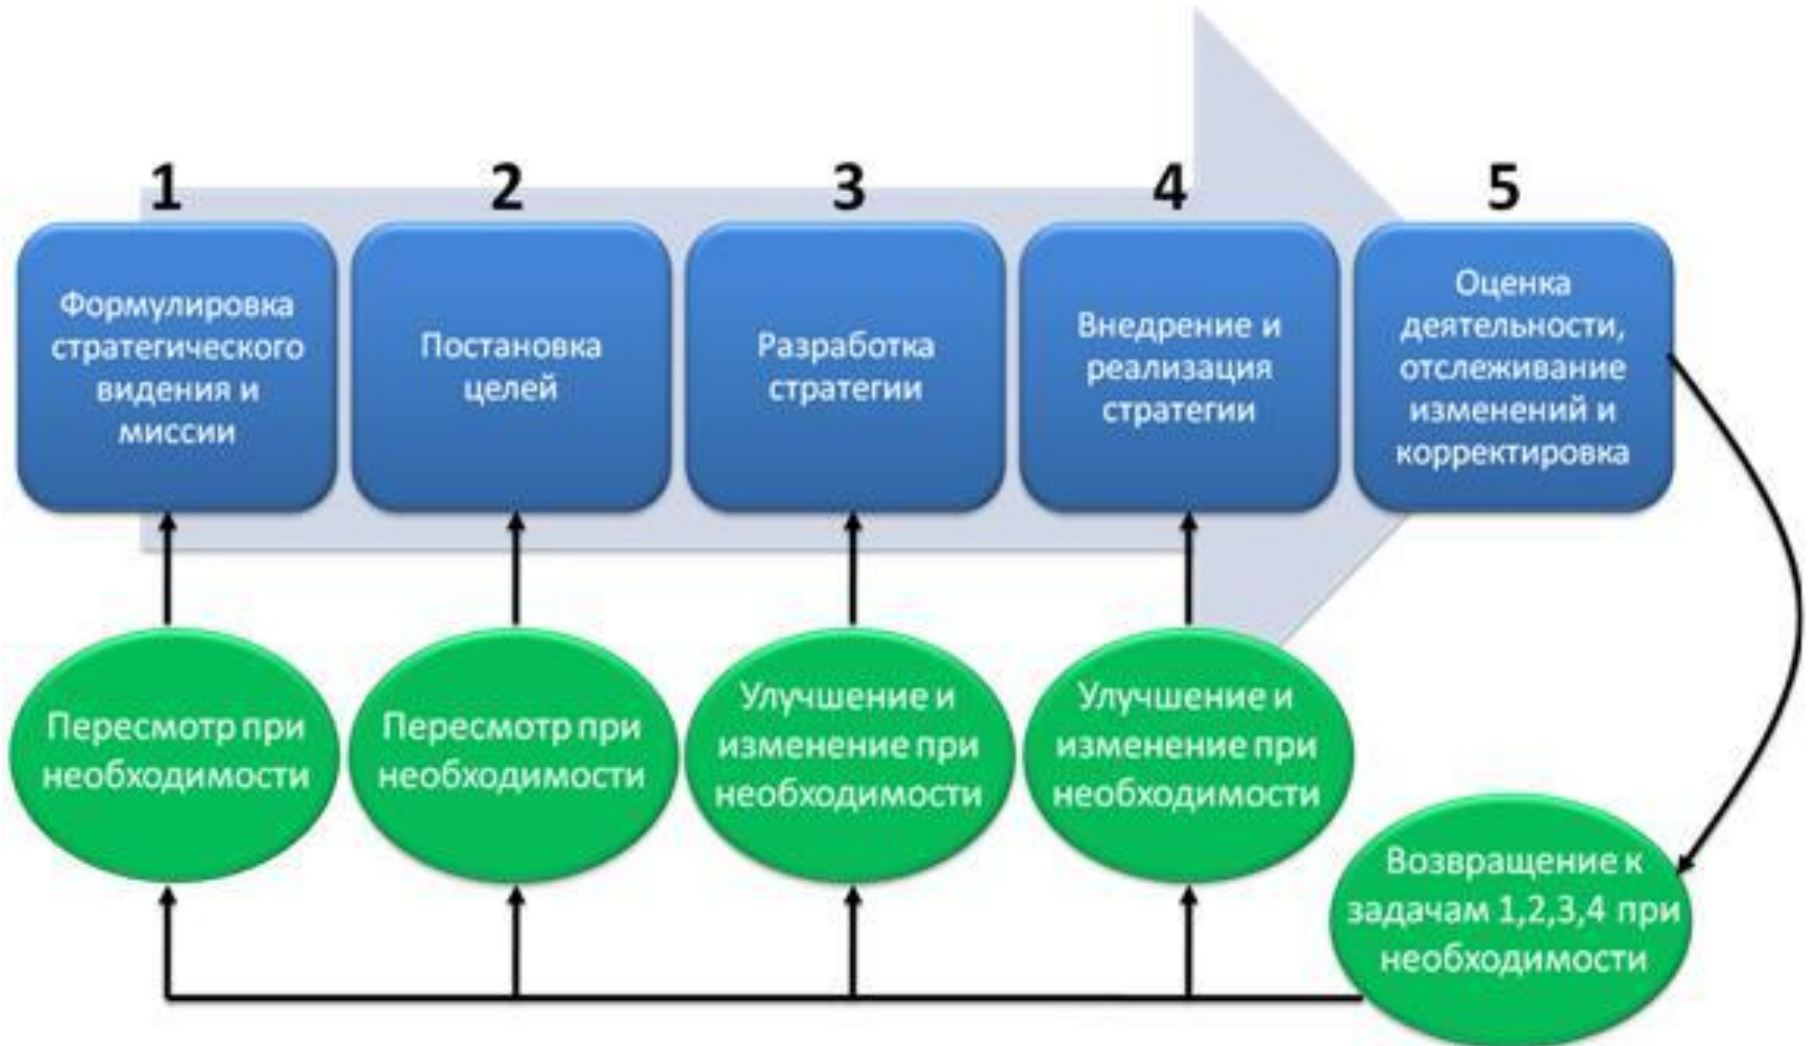 1
Формулировка
стратегического
видения и
миссии
2
Постановка
целей
3
Разработка
стратегии
4
Внедрение и
реализация
стратегии
5
Оценка
деятельности,
отслеживание
изменений и
корректировка
Пересмотр при
необходимости
Пересмотр при
необходимости
Улучшение и
изменение при
необходимости
Улучшение и
изменение при
необходимости
Возвращение к
задачам 1,2,3,4 при
необходимости